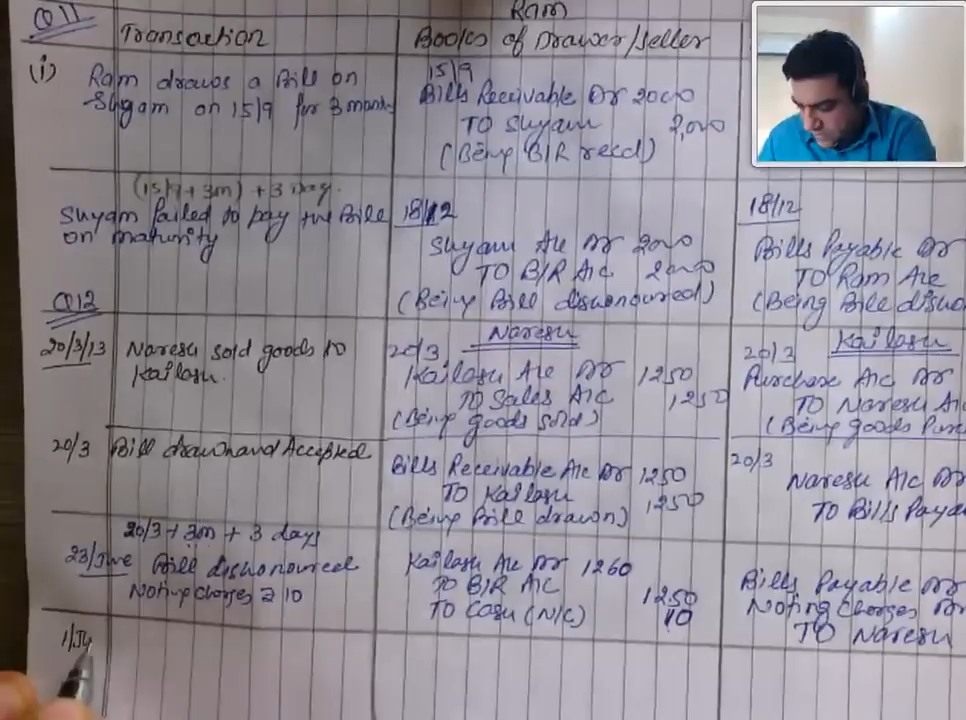 Q11
Ram
Transaction
Books of Drawer/seller
(i) Ram draws a Bill on
Shyam on 15/9 for 3 months
15/9
Bills Receivable Dr 2000
TO Shyam 2,000
(Being B/R recd)
(15/9 + 3m) + 3 Days.
Shyam failed to pay the Bill
on maturity
18/12
Shyam A/c Dr 2000
TO B/R A/c 2000
(Being Bill dishonoured)
18/12
Bills Payable Dr
TO Ram A/c
(Being Bill disho
Q12
20/3/13 Naresh sold goods to
Kailash.
Naresh
20/3
Kailash A/c Dr 1250
TO Sales A/c 1250
(Being goods sold)
Kailash
20/3
Purchase A/c Dr
TO Naresh A/c
(Being goods Purc
20/3 Bill drawn and Accepted
Bills Receivable A/c Dr 1250
TO Kailash 1250
(Being Bill drawn)
20/3
Naresh A/c Dr
TO Bills Paya
20/3 + 3m + 3 days
23/June Bill dishonoured
Noting charges ₹ 10
Kailash A/c Dr 1260
TO B/R A/c 1250
TO Cash (N/C) 10
Bills Payable Dr
Noting Charges Dr
TO Naresh